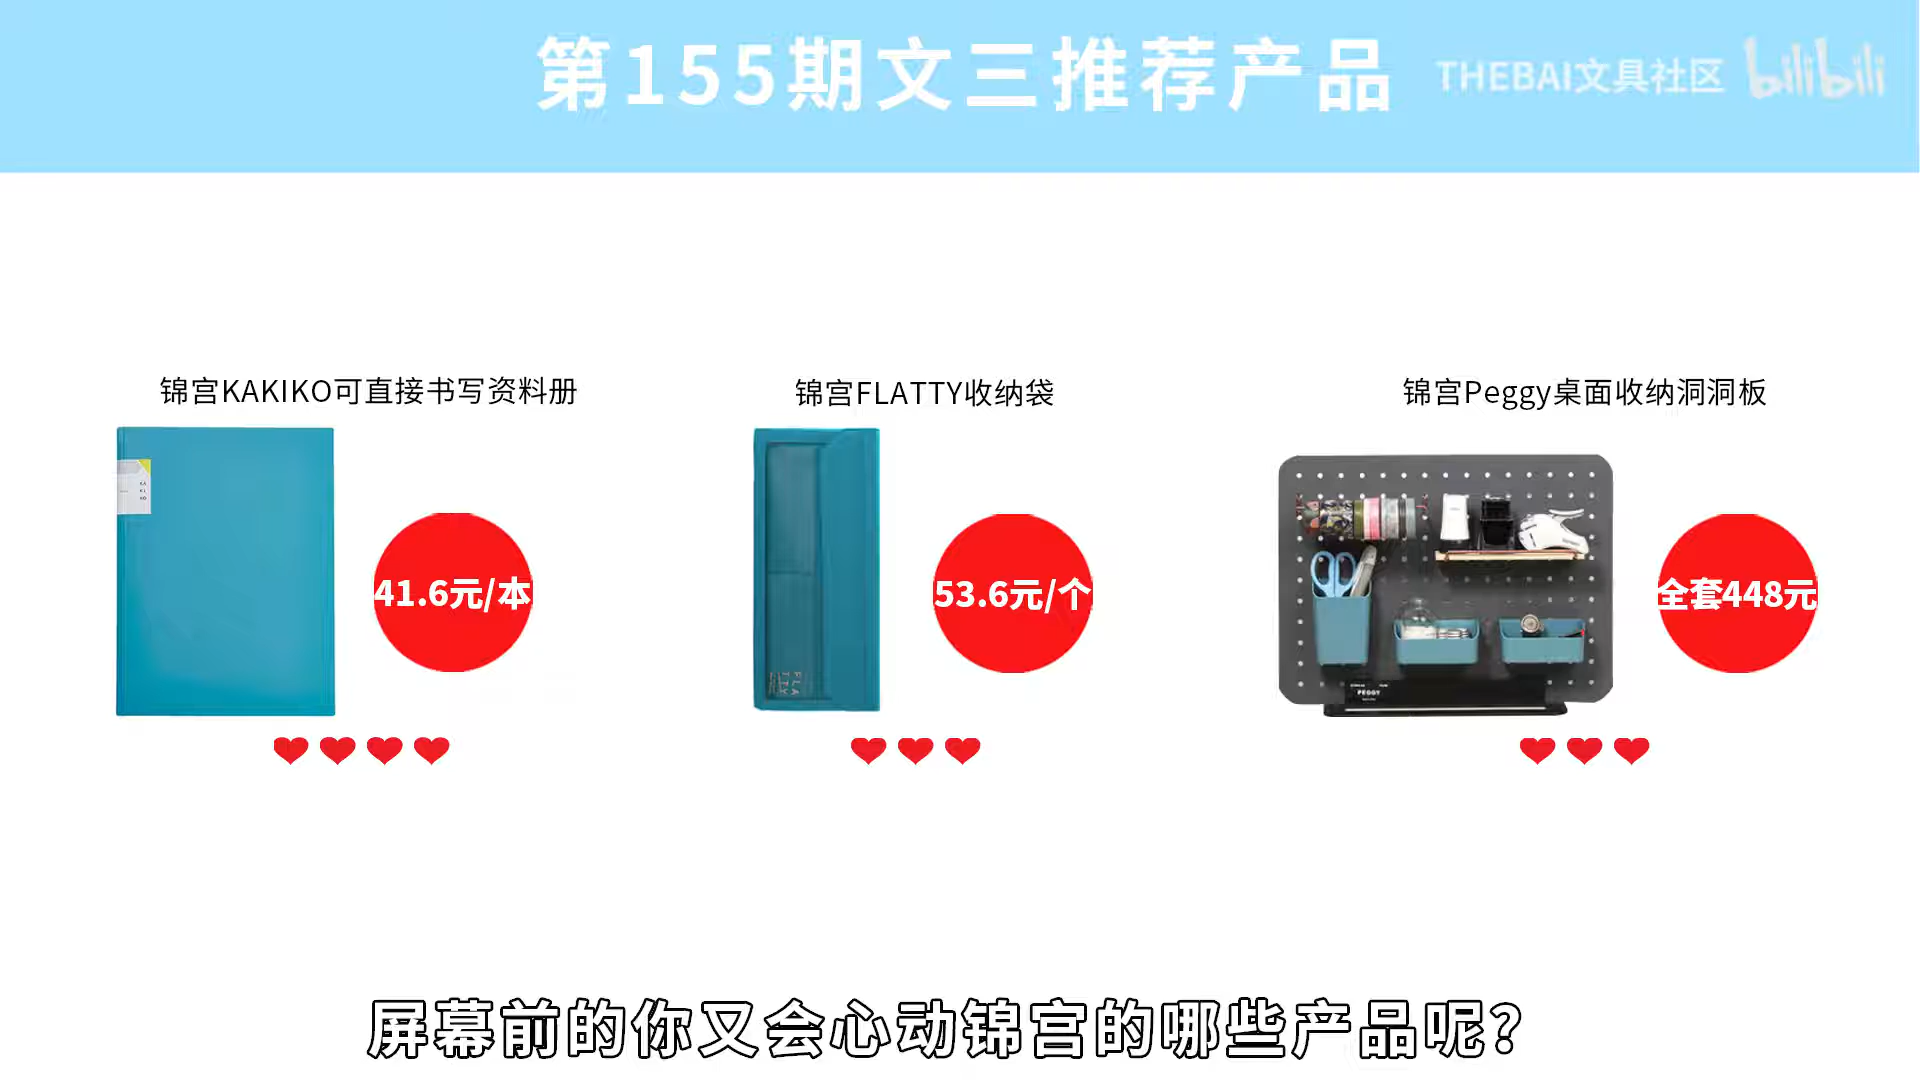 第155期文三推荐产品
THEBAI文具社区 bilibili
锦宫KAKIKO可直接书写资料册
锦宫FLATTY收纳袋
锦宫Peggy桌面收纳洞洞板
41.6元/本
53.6元/个
全套448元
FLA
TTY
PEGGY
屏幕前的你又会心动锦宫的哪些产品呢？